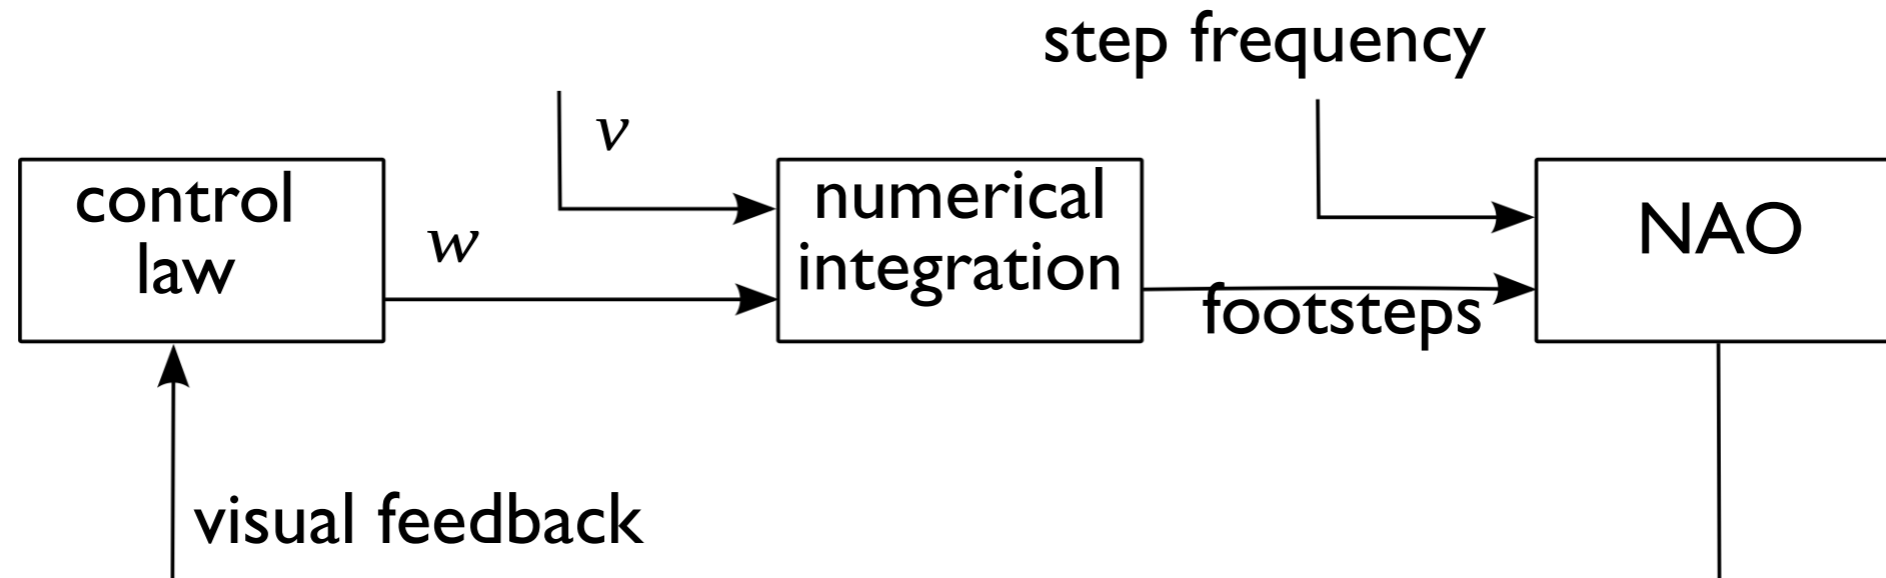 step frequency
v
control
law
w
numerical
integration
footsteps
NAO
visual feedback